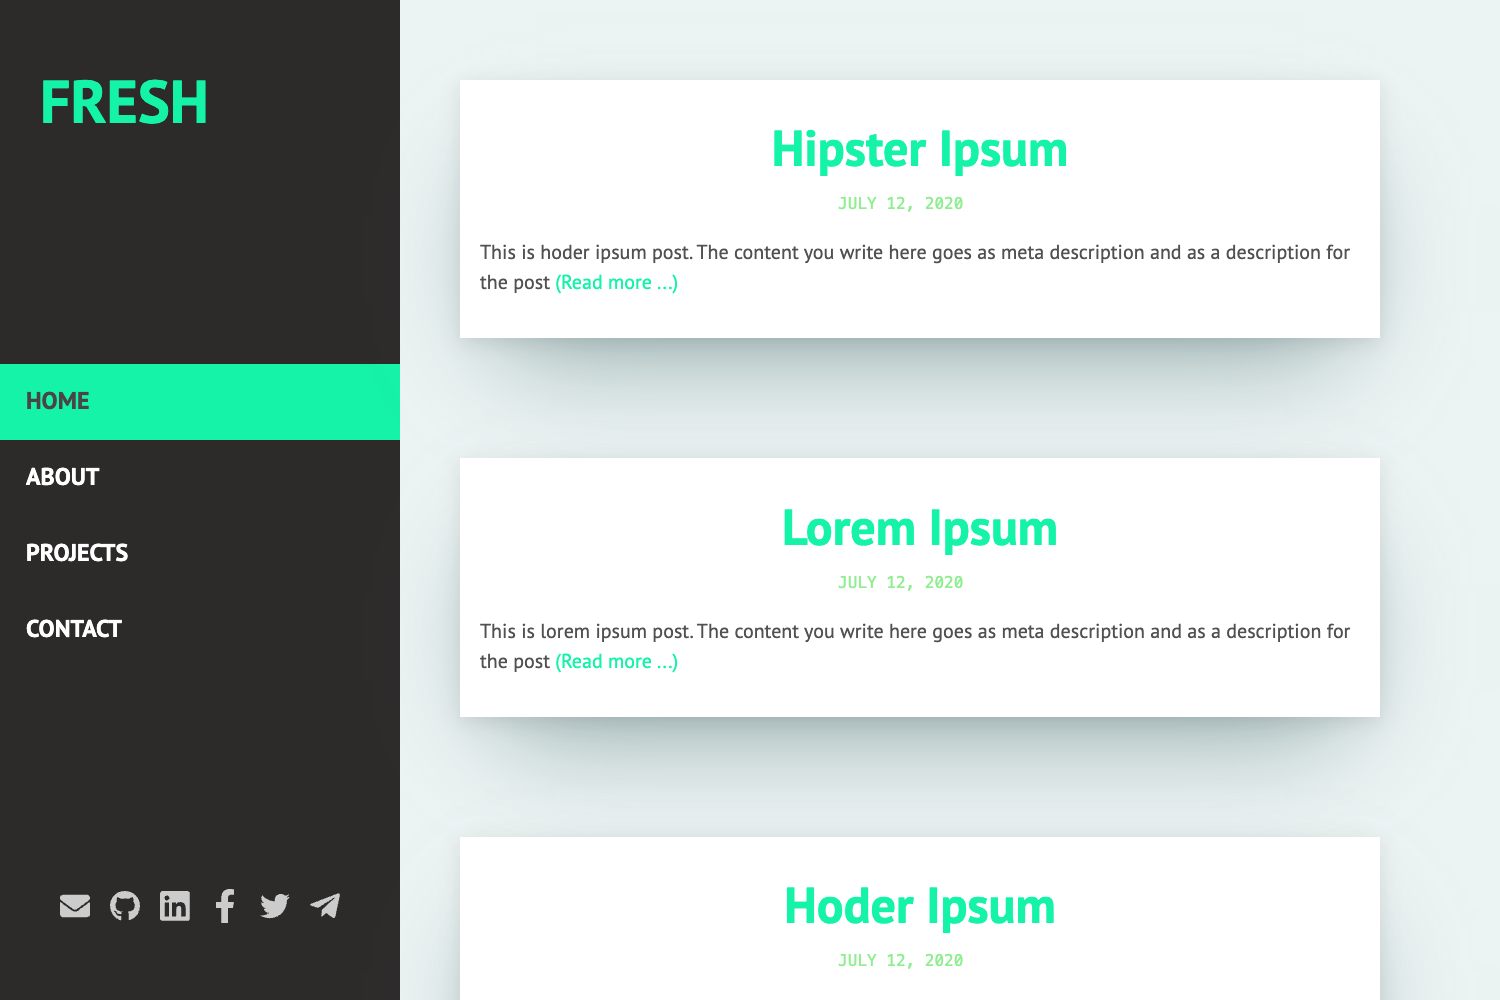 FRESH
HOME
ABOUT
PROJECTS
CONTACT
Hipster Ipsum
JULY 12, 2020
This is hoder ipsum post. The content you write here goes as meta description and as a description for
the post (Read more ...)
Lorem Ipsum
JULY 12, 2020
This is lorem ipsum post. The content you write here goes as meta description and as a description for
the post (Read more ...)
Hoder Ipsum
JULY 12, 2020